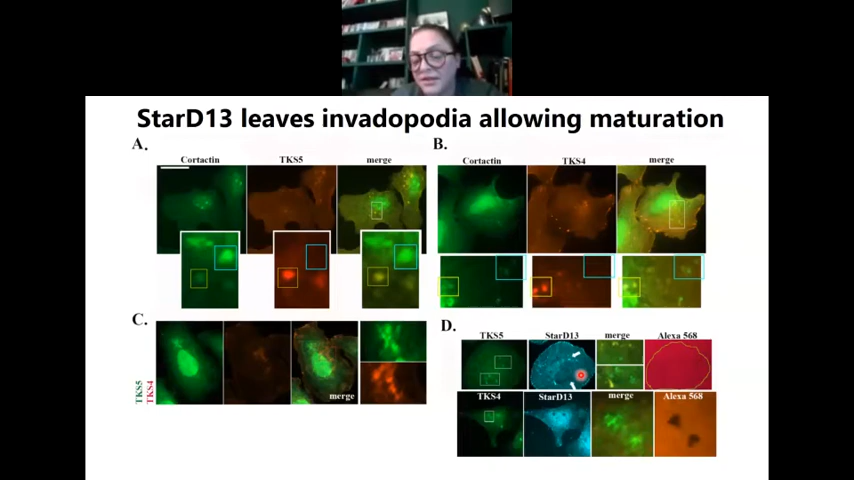 StarD13 leaves invadopodia allowing maturation
A.
Cortactin TKS5 merge
B.
Cortactin TKS4 merge
C.
TKS5
TKS4
merge
D.
TKS5 StarD13 merge Alexa 568
TKS4 StarD13 merge Alexa 568